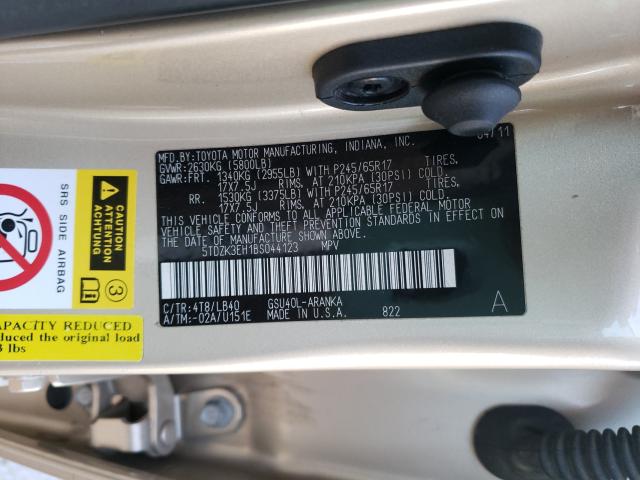 04/11
MFD.BY:TOYOTA MOTOR MANUFACTURING, INDIANA, INC.
GVWR:2630KG (5800LB)
GAWR:FRT. 1340KG (2955LB) WITH P245/65R17 TIRES,
17X7.5J RIMS, AT 210KPA (30PSI) COLD.
RR. 1530KG (3375LB) WITH P245/65R17 TIRES,
17X7.5J RIMS, AT 210KPA (30PSI) COLD.
THIS VEHICLE CONFORMS TO ALL APPLICABLE FEDERAL MOTOR
VEHICLE SAFETY AND THEFT PREVENTION STANDARDS IN EFFECT ON
THE DATE OF MANUFACTURE SHOWN ABOVE.
5TDZK3EH1BS044123 MPV
C/TR:4T8/LB40 GSU40L-ARANKA
A/TM:-02A/U151E MADE IN U.S.A. 822
A
SRS SIDE AIRBAG
CAUTION
ACHTUNG
ATTENTION
3
CAPACITY REDUCED
reduced the original load
lbs